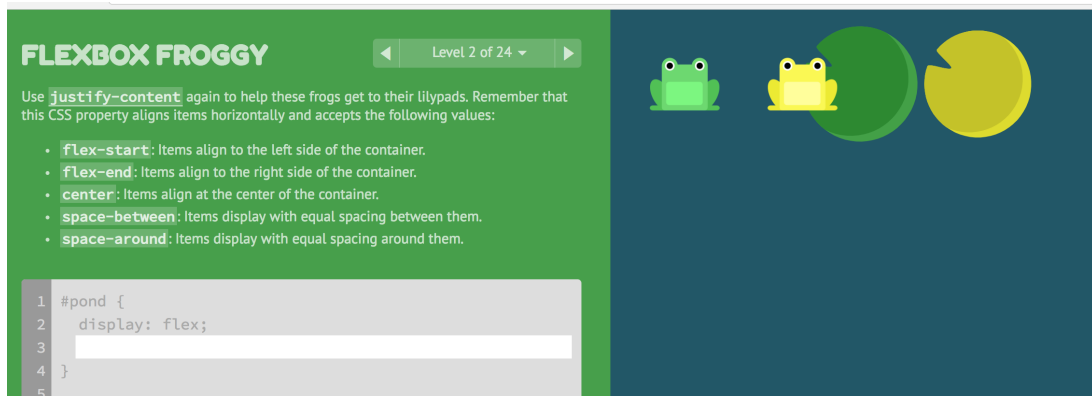 FLEXBOX FROGGY
Level 2 of 24
Use justify-content again to help these frogs get to their lilypads. Remember that
this CSS property aligns items horizontally and accepts the following values:
• flex-start: Items align to the left side of the container.
• flex-end: Items align to the right side of the container.
• center: Items align at the center of the container.
• space-between: Items display with equal spacing between them.
• space-around: Items display with equal spacing around them.
1 #pond {
2 display: flex;
3
4 }
5